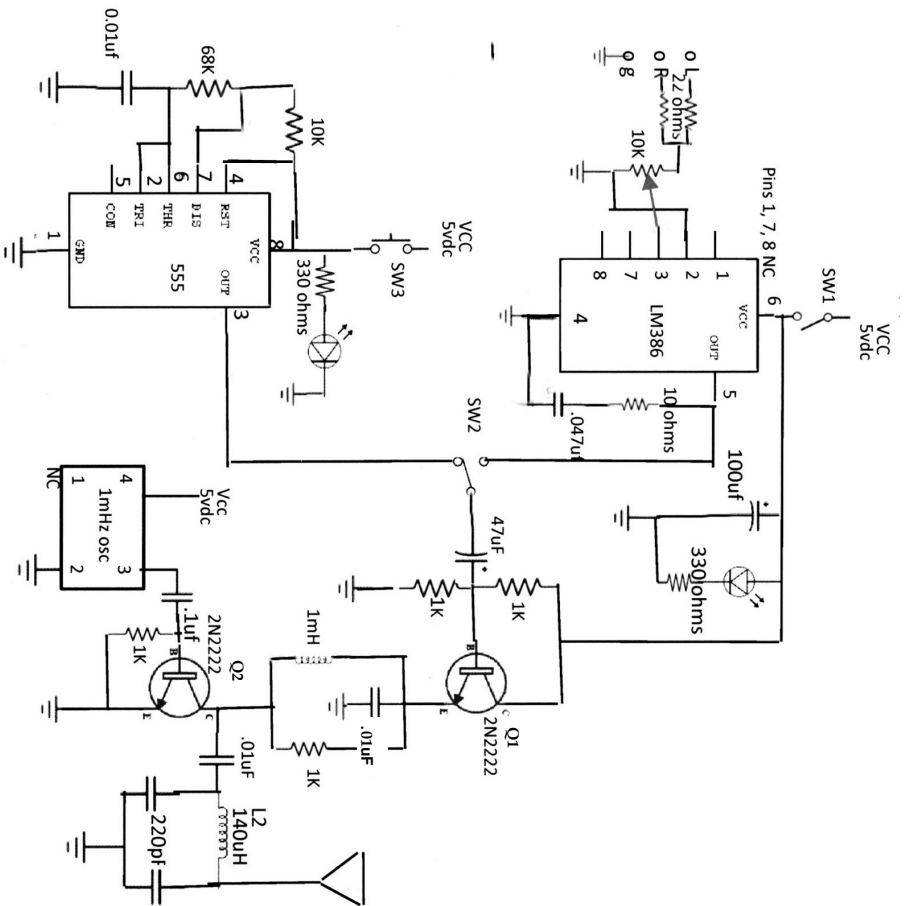 VCC
5vdc
SW1
Pins 1, 7, 8 NC
o L
o R
o g
22 ohms
10K
1
2
3
7
8
6
VCC
LM386
4
OUT
5
10 ohms
.047uf
100uf
+
330ohms
VCC
5vdc
SW3
330 ohms
SW2
47uF
+
1K
1K
B
C
E
Q1
2N2222
10K
68K
0.01uf
4
7
6
2
5
RST
DIS
THR
TRI
CON
8
VCC
555
OUT
3
GND
1
1mH
.01uF
1K
Vcc
5vdc
4
3
1mHz osc
1
2
NC
.1uf
1K
2N2222
Q2
B
C
E
.01uF
L2
140uH
220pF